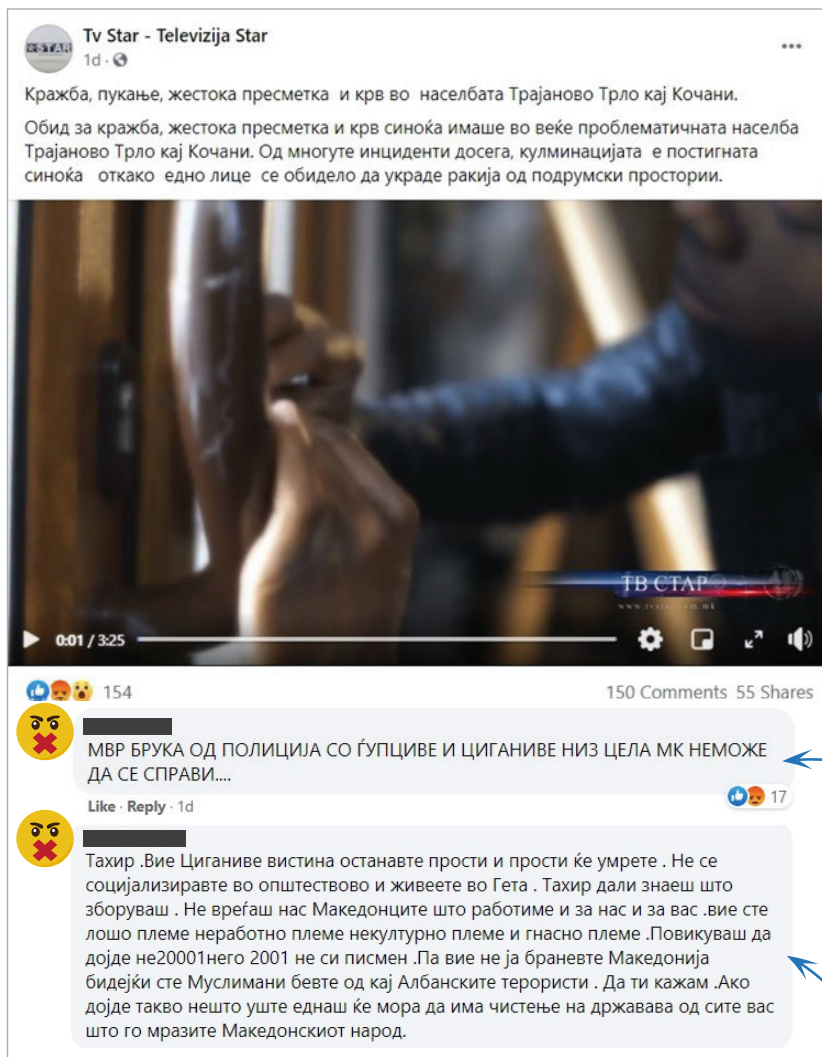 Tv Star - Televizija Star
1d
Кражба, пукање, жестока пресметка и крв во населбата Трајаново Трло кај Кочани.
Обид за кражба, жестока пресметка и крв синоќа имаше во веќе проблематичната населба
Трајаново Трло кај Кочани. Од многуте инциденти досега, кулминацијата е постигната
синоќа откако едно лице се обидело да украде ракија од подрумски простории.
ТВ СТАР
0:01 / 3:25
154
150 Comments 55 Shares
МВР БРУКА ОД ПОЛИЦИЈА СО ЃУПЦИВЕ И ЦИГАНИВЕ НИЗ ЦЕЛА МК НЕМОЖЕ
ДА СЕ СПРАВИ....
17
Like · Reply · 1d
Тахир .Вие Циганиве вистина останавте прости и прости ќе умрете . Не се
социјализиравте во општествово и живеете во Гета . Тахир дали знаеш што
зборуваш . Не вреѓаш нас Македонците што работиме и за нас и за вас .вие сте
лошо племе неработно племе некултурно племе и гнасно племе .Повикуваш да
дојде не20001него 2001 не си писмен .Па вие не ја браневте Македонија
бидејќи сте Муслимани бевте од кај Албанските терористи . Да ти кажам .Ако
дојде такво нешто уште еднаш ќе мора да има чистење на државава од сите вас
што го мразите Македонскиот народ.